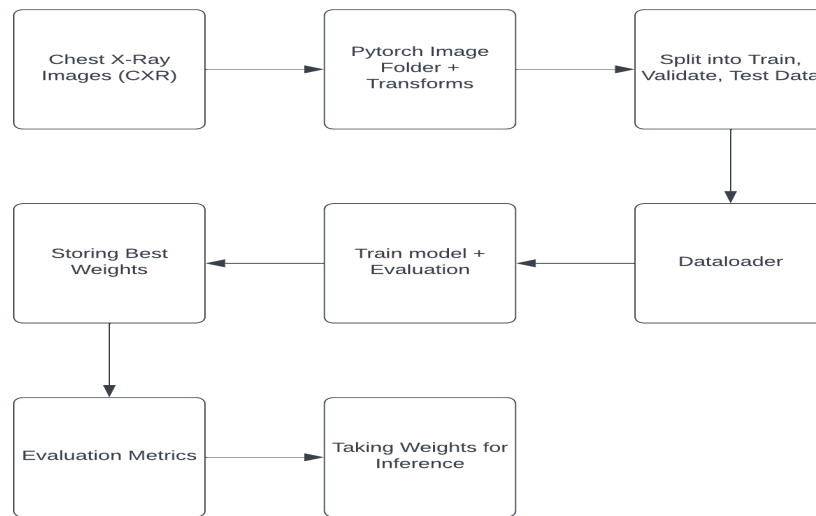 Chest X-Ray
Images (CXR)
Pytorch Image
Folder +
Transforms
Split into Train,
Validate, Test Data
Dataloader
Train model +
Evaluation
Storing Best
Weights
Evaluation Metrics
Taking Weights for
Inference